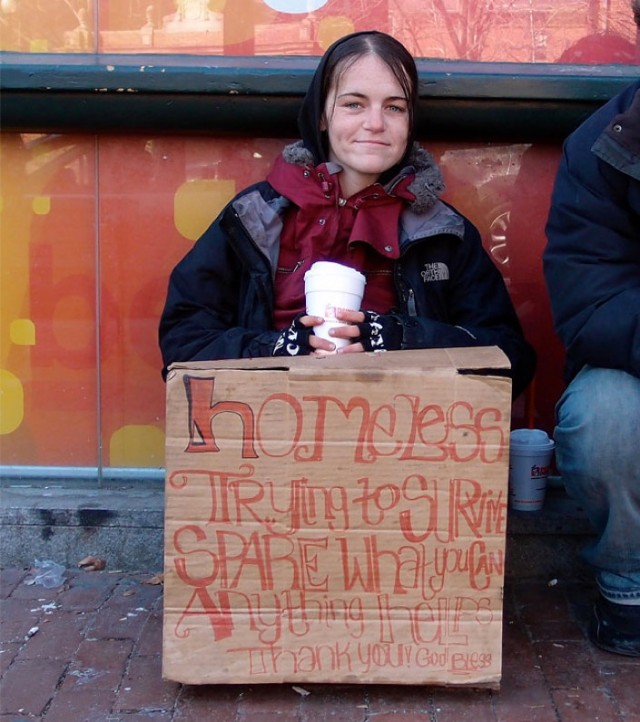 THE
NORTH
FACE
homeless
TRying to SURVIVE
SPARE What you CAN
Anything HELPS
Thank you! God Bless